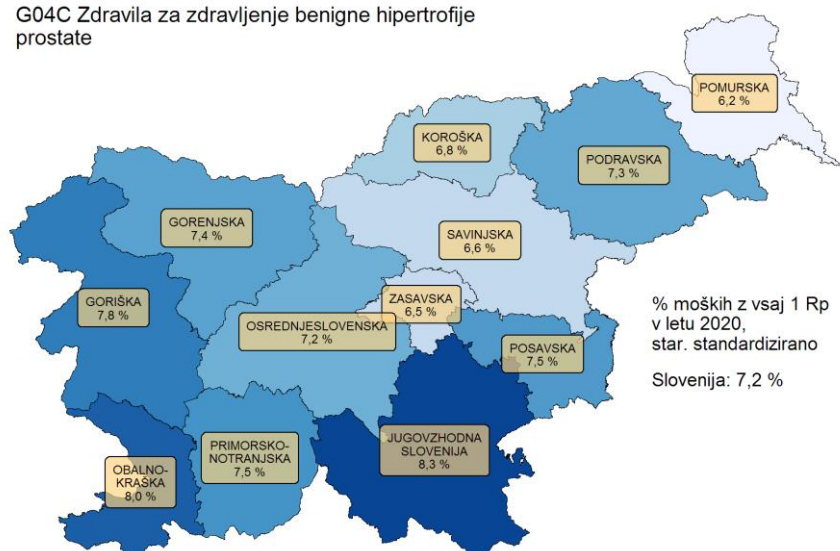 G04C Zdravila za zdravljenje benigne hipertrofije
prostate
POMURSKA
6,2 %
KOROŠKA
6,8 %
PODRAVSKA
7,3 %
GORENJSKA
7,4 %
SAVINJSKA
6,6 %
GORIŠKA
7,8 %
ZASAVSKA
6,5 %
OSREDNJESLOVENSKA
7,2 %
POSAVSKA
7,5 %
% moških z vsaj 1 Rp
v letu 2020,
star. standardizirano
Slovenija: 7,2 %
OBALNO-
KRAŠKA
8,0 %
PRIMORSKO-
NOTRANJSKA
7,5 %
JUGOVZHODNA
SLOVENIJA
8,3 %